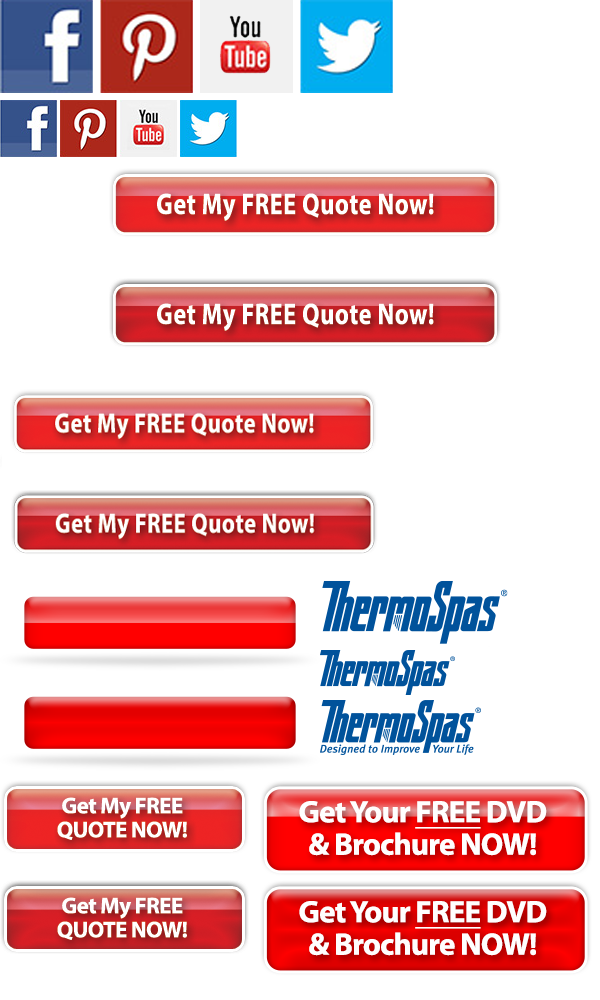 f
You
Tube
f
You
Tube
Get My FREE Quote Now!
Get My FREE Quote Now!
Get My FREE Quote Now!
Get My FREE Quote Now!
ThermoSpas®
ThermoSpas®
ThermoSpas®
Designed to Improve Your Life
Get My FREE
QUOTE NOW!
Get Your FREE DVD
& Brochure NOW!
Get My FREE
QUOTE NOW!
Get Your FREE DVD
& Brochure NOW!